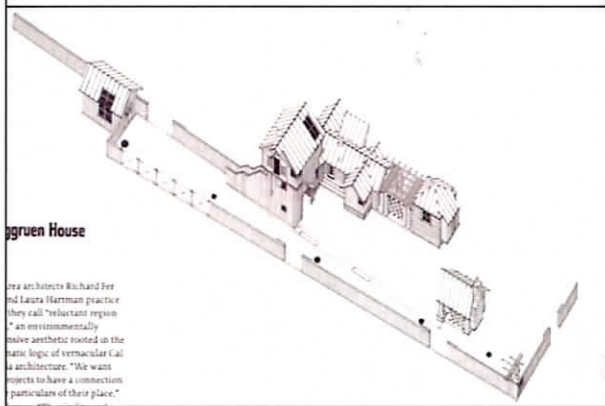 ggruen House
rea architects Richard Fer
nd Laura Hartman practice
they call "reluctant region
," an environmentally
nsive aesthetic rooted in the
matic logic of vernacular Cal
ia architecture. "We want
rojects to have a connection
particulars of their place,"